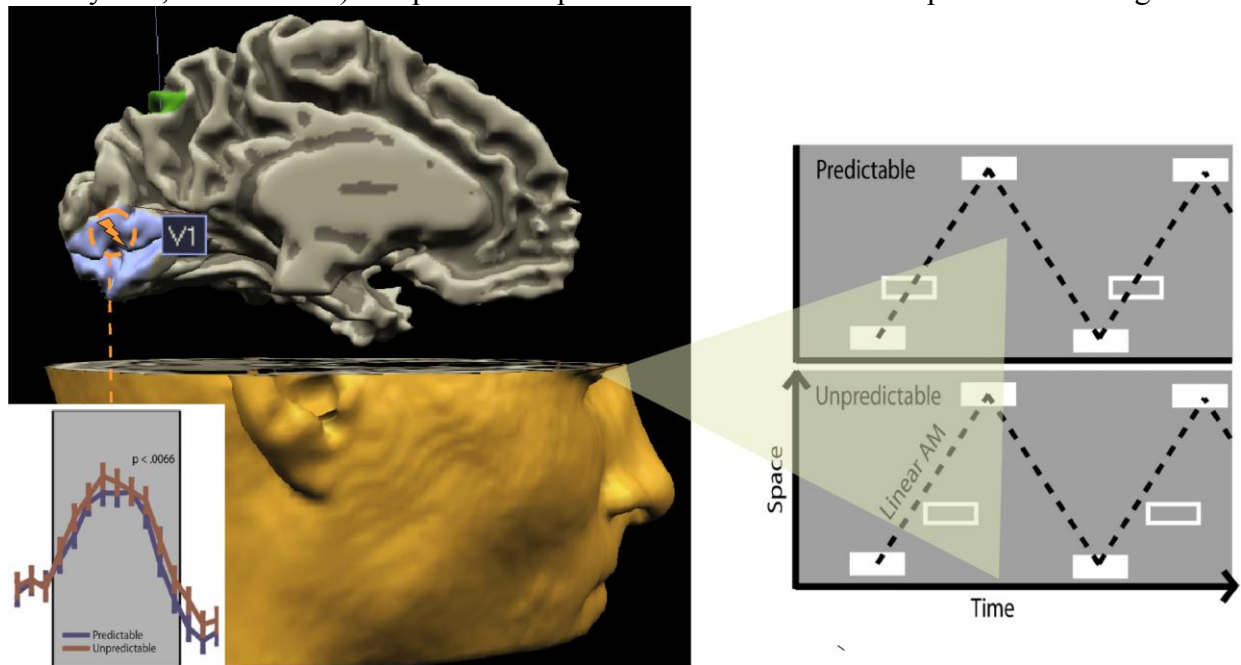 V1
p < .0066
Predictable
Unpredictable
Predictable
Unpredictable
Linear AM
Space
Time